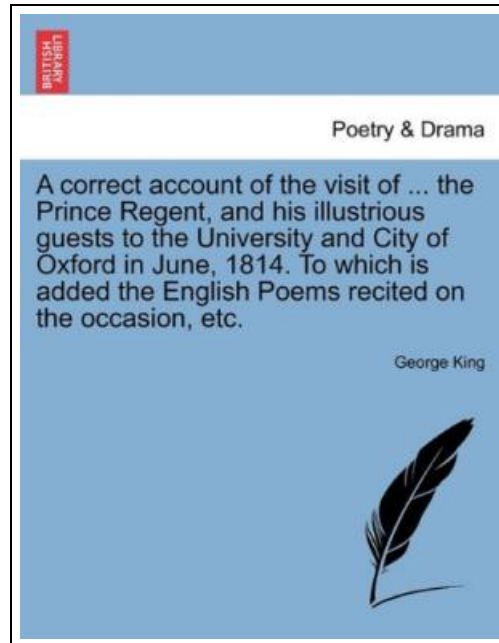 BRITISH
LIBRARY
Poetry & Drama
A correct account of the visit of ... the
Prince Regent, and his illustrious
guests to the University and City of
Oxford in June, 1814. To which is
added the English Poems recited on
the occasion, etc.
George King